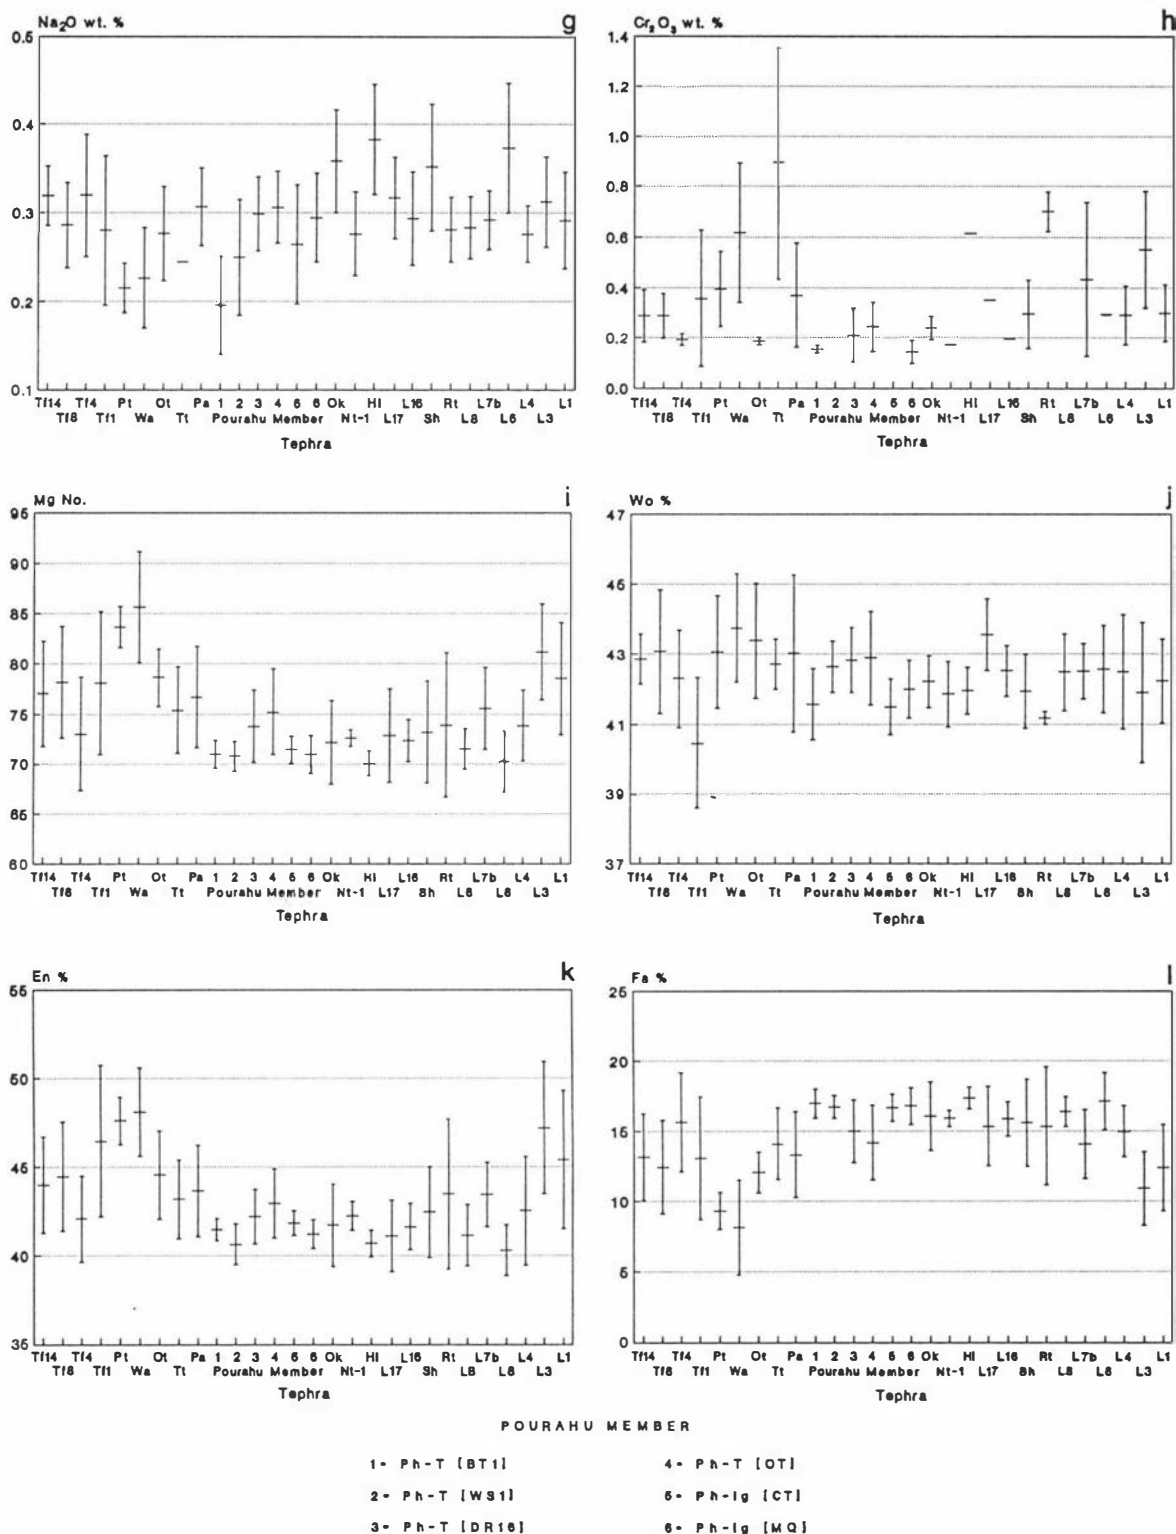 Na₂O wt. %
g
0.5
0.4
0.3
0.2
0.1
Tf14 Tf4 Pt Ot Pa 1 2 3 4 5 6 Ok Hl L16 Rt L7b L4 L1
Tf8 Tf1 Wa Tt Pourahu Member Nt-1 L17 Sh L8 L6 L3
Tephra
Cr₂O₃ wt. %
h
1.4
1.2
1.0
0.8
0.6
0.4
0.2
0.0
Tf14 Tf4 Pt Ot Pa 1 2 3 4 5 6 Ok Hl L16 Rt L7b L4 L1
Tf8 Tf1 Wa Tt Pourahu Member Nt-1 L17 Sh L8 L6 L3
Tephra
Mg No.
i
95
90
85
80
75
70
65
60
Tf14 Tf4 Pt Ot Pa 1 2 3 4 5 6 Ok Hl L16 Rt L7b L4 L1
Tf8 Tf1 Wa Tt Pourahu Member Nt-1 L17 Sh L8 L6 L3
Tephra
Wo %
j
47
45
43
41
39
37
Tf14 Tf4 Pt Ot Pa 1 2 3 4 5 6 Ok Hl L16 Rt L7b L4 L1
Tf8 Tf1 Wa Tt Pourahu Member Nt-1 L17 Sh L8 L6 L3
Tephra
En %
k
55
50
45
40
35
Tf14 Tf4 Pt Ot Pa 1 2 3 4 5 6 Ok Hl L16 Rt L7b L4 L1
Tf8 Tf1 Wa Tt Pourahu Member Nt-1 L17 Sh L8 L6 L3
Tephra
Fs %
l
25
20
15
10
5
0
Tf14 Tf4 Pt Ot Pa 1 2 3 4 5 6 Ok Hl L16 Rt L7b L4 L1
Tf8 Tf1 Wa Tt Pourahu Member Nt-1 L17 Sh L8 L6 L3
Tephra
POURAHU MEMBER
1- Ph-T [BT1]
4- Ph-T [OT]
2- Ph-T [WS1]
5- Ph-Ig [CT]
3- Ph-T [DR16]
6- Ph-Ig [MQ]